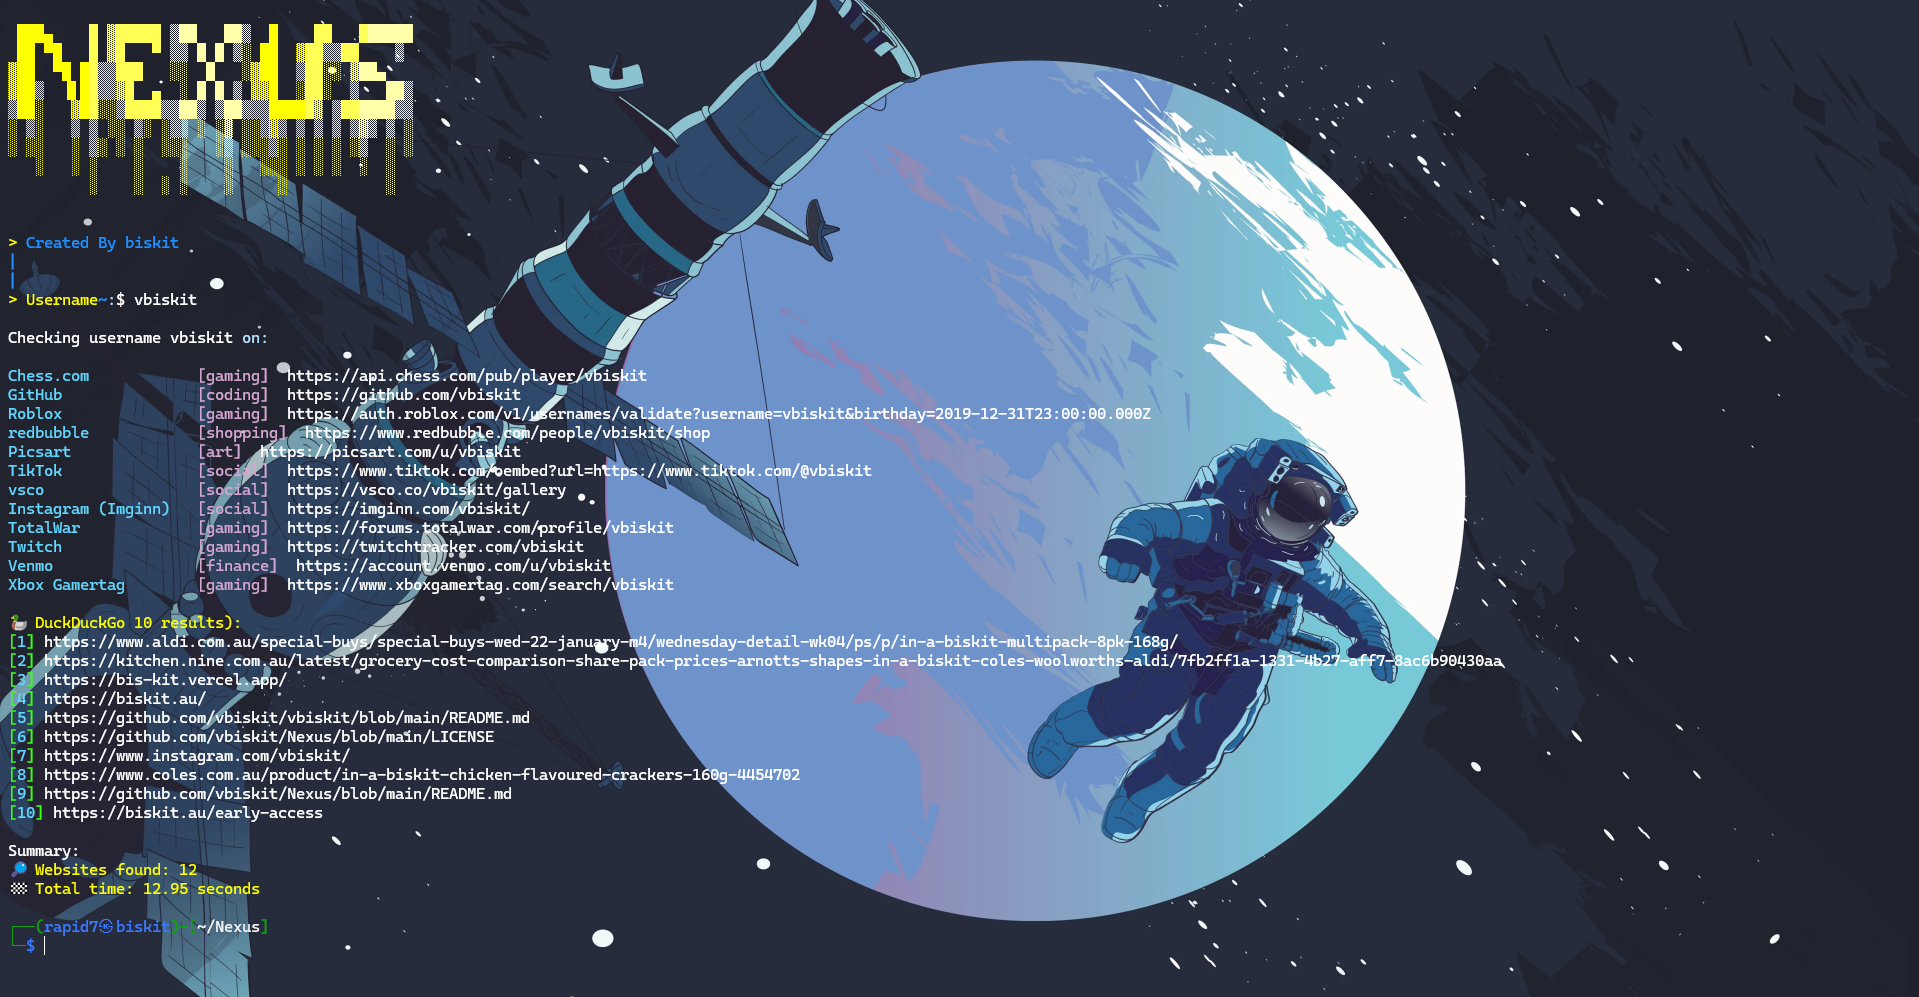 NEXUS
> Created By biskit
|
|
> Username~:$ vbiskit
Checking username vbiskit on:
Chess.com [gaming] https://api.chess.com/pub/player/vbiskit
GitHub [coding] https://github.com/vbiskit
Roblox [gaming] https://auth.roblox.com/v1/usernames/validate?username=vbiskit&birthday=2019-12-31T23:00:00.000Z
redbubble [shopping] https://www.redbubble.com/people/vbiskit/shop
Picsart [art] https://picsart.com/u/vbiskit
TikTok [social] https://www.tiktok.com/oembed?url=https://www.tiktok.com/@vbiskit
vsco [social] https://vsco.co/vbiskit/gallery
Instagram (Imginn) [social] https://imginn.com/vbiskit/
TotalWar [gaming] https://forums.totalwar.com/profile/vbiskit
Twitch [gaming] https://twitchtracker.com/vbiskit
Venmo [finance] https://account.venmo.com/u/vbiskit
Xbox Gamertag [gaming] https://www.xboxgamertag.com/search/vbiskit
🦆 DuckDuckGo 10 results):
[1] https://www.aldi.com.au/special-buys/special-buys-wed-22-january-m4/wednesday-detail-wk04/ps/p/in-a-biskit-multipack-8pk-168g/
[2] https://kitchen.nine.com.au/latest/grocery-cost-comparison-share-pack-prices-arnotts-shapes-in-a-biskit-coles-woolworths-aldi/7fb2ff1a-1331-4b27-aff7-8ac6b90430aa
[3] https://bis-kit.vercel.app/
[4] https://biskit.au/
[5] https://github.com/vbiskit/vbiskit/blob/main/README.md
[6] https://github.com/vbiskit/Nexus/blob/main/LICENSE
[7] https://www.instagram.com/vbiskit/
[8] https://www.coles.com.au/product/in-a-biskit-chicken-flavoured-crackers-160g-4454702
[9] https://github.com/vbiskit/Nexus/blob/main/README.md
[10] https://biskit.au/early-access
Summary:
🔎 Websites found: 12
🏁 Total time: 12.95 seconds
┌──(rapid7㉿biskit)-[~/Nexus]
└─$